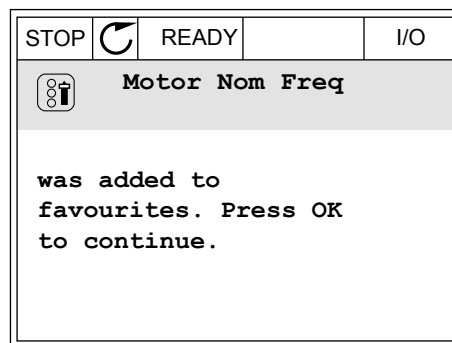 STOP READY I/O
Motor Nom Freq
was added to
favourites. Press OK
to continue.